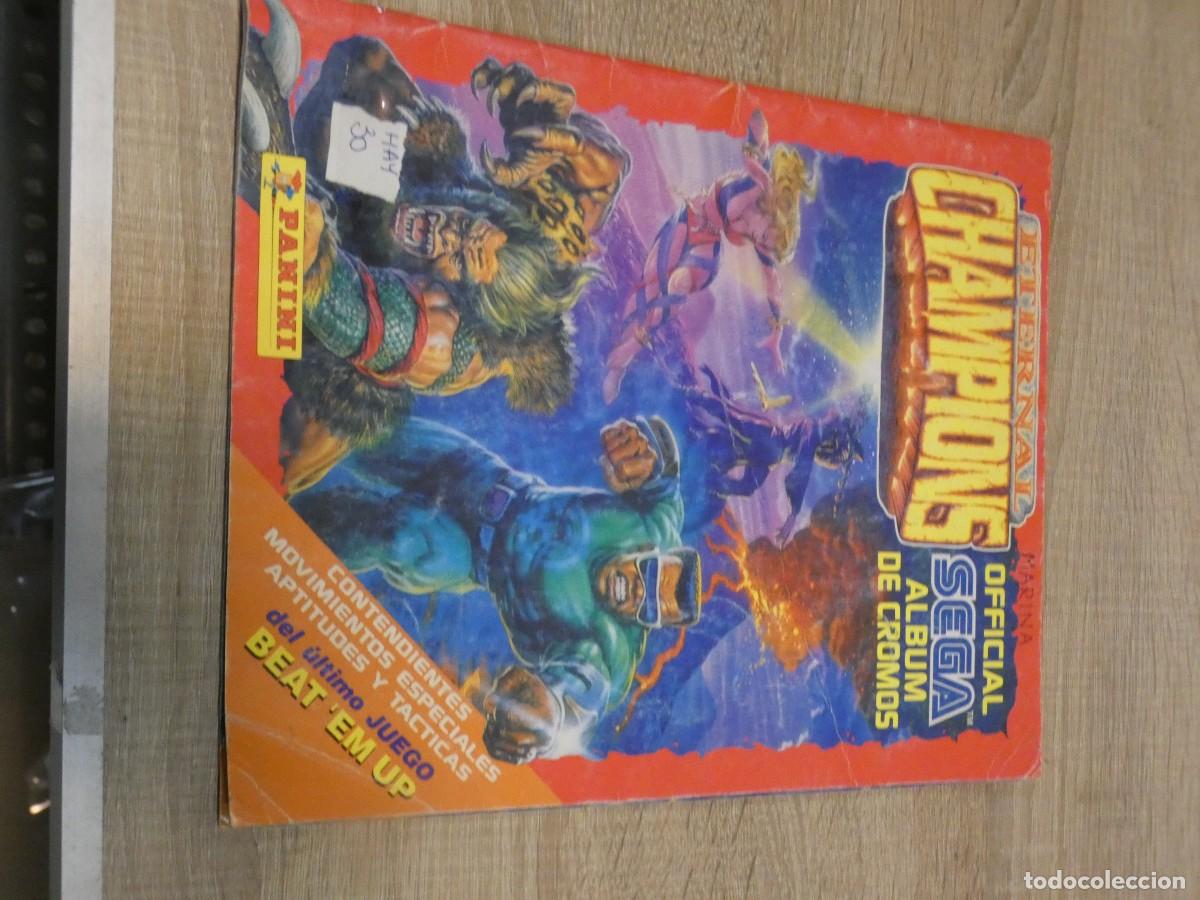 MARINA
ETERNAL
CHAMPIONS
OFFICIAL
SEGA™
ALBUM
DE CROMOS
HAY
30
PANINI
CONTENDIENTES
MOVIMIENTOS ESPECIALES
APTITUDES Y TACTICAS
del último JUEGO
BEAT 'EM UP
todocoleccion